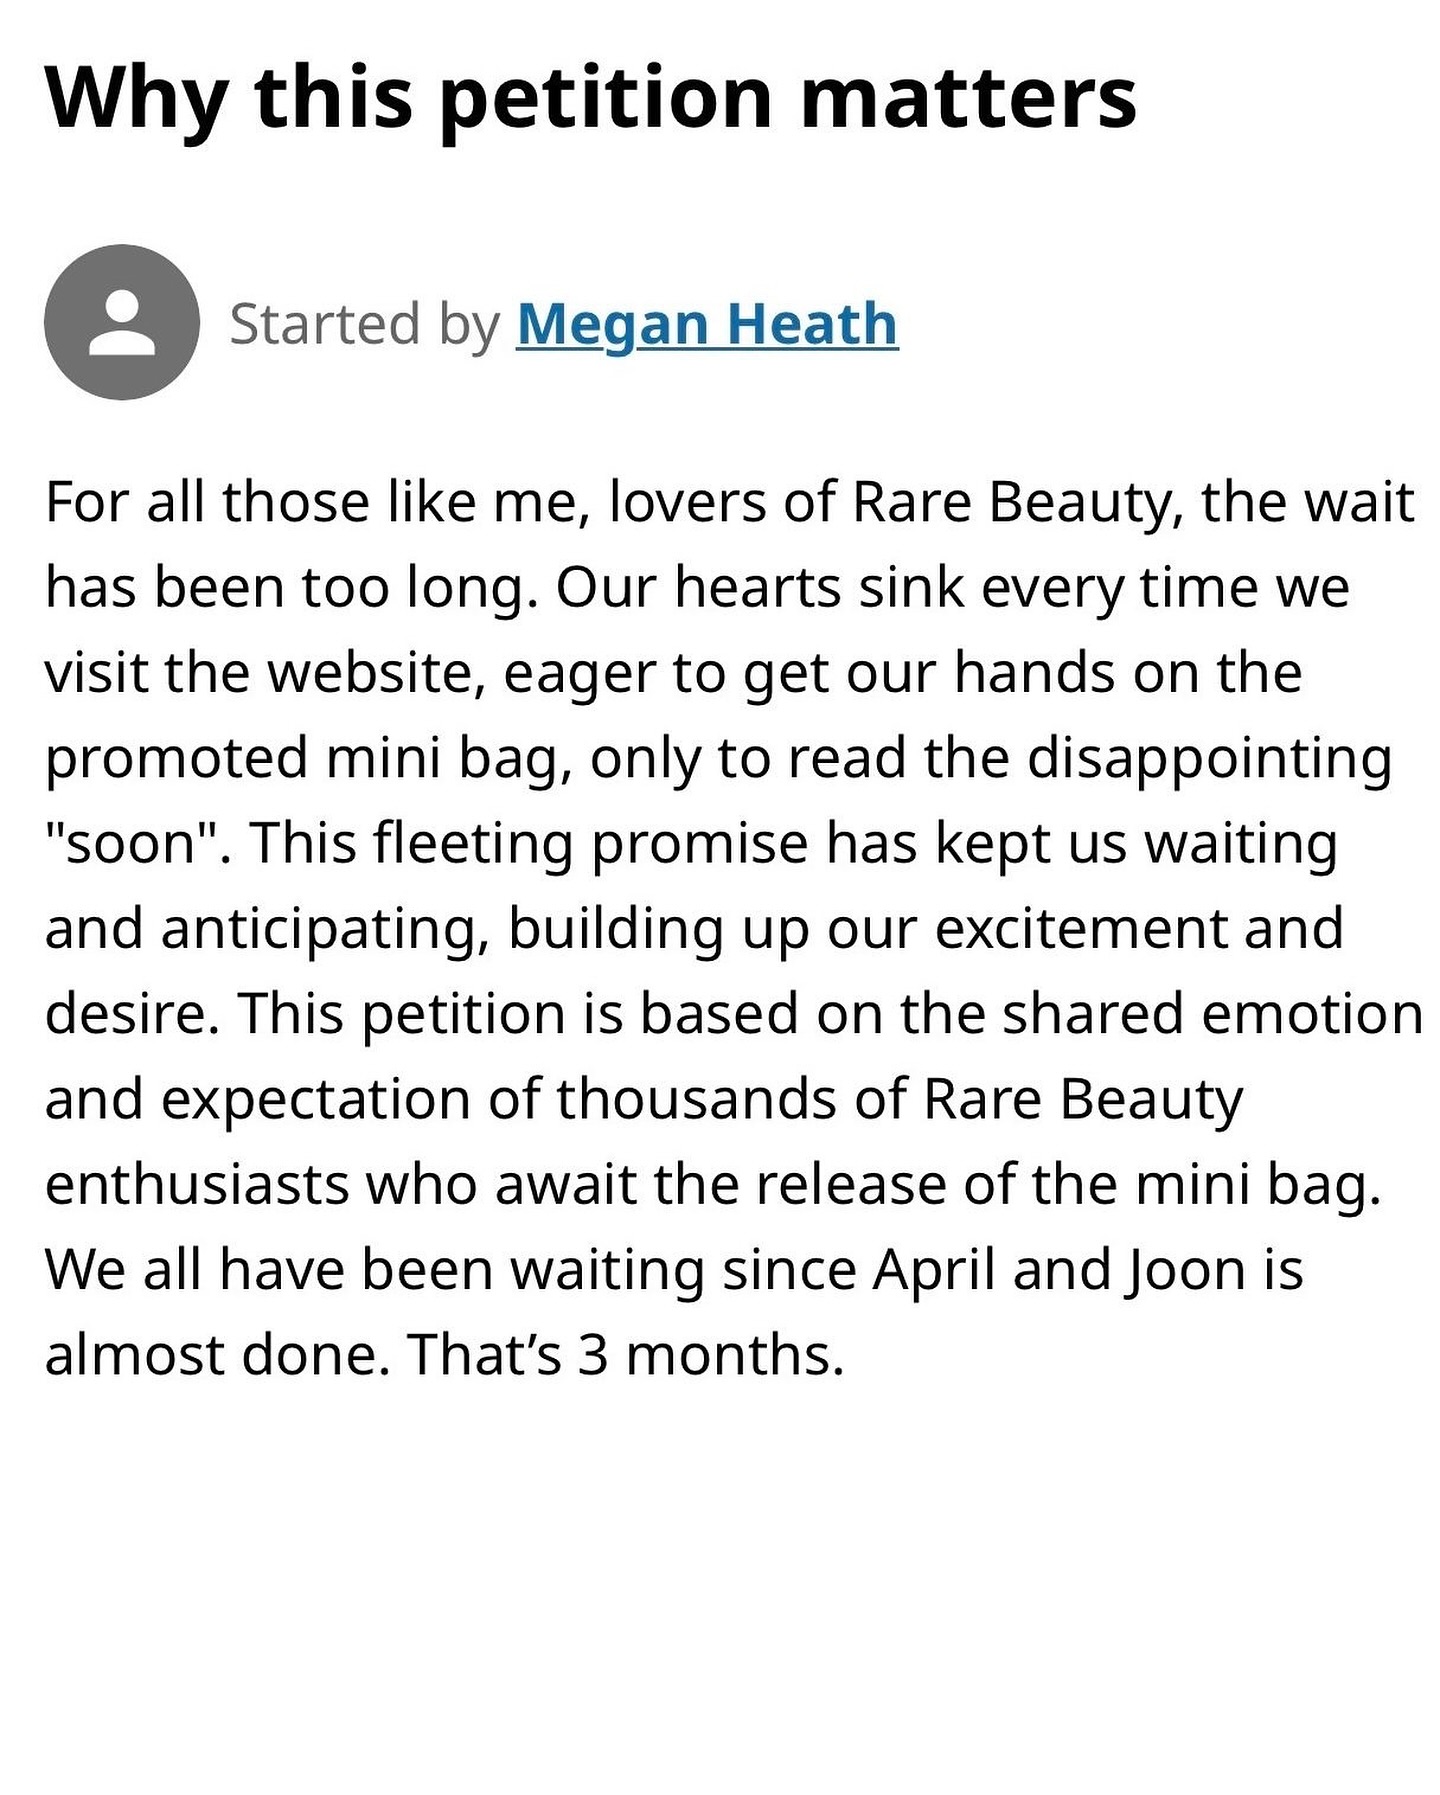 Why this petition matters
Started by Megan Heath
For all those like me, lovers of Rare Beauty, the wait
has been too long. Our hearts sink every time we
visit the website, eager to get our hands on the
promoted mini bag, only to read the disappointing
"soon". This fleeting promise has kept us waiting
and anticipating, building up our excitement and
desire. This petition is based on the shared emotion
and expectation of thousands of Rare Beauty
enthusiasts who await the release of the mini bag.
We all have been waiting since April and Joon is
almost done. That’s 3 months.